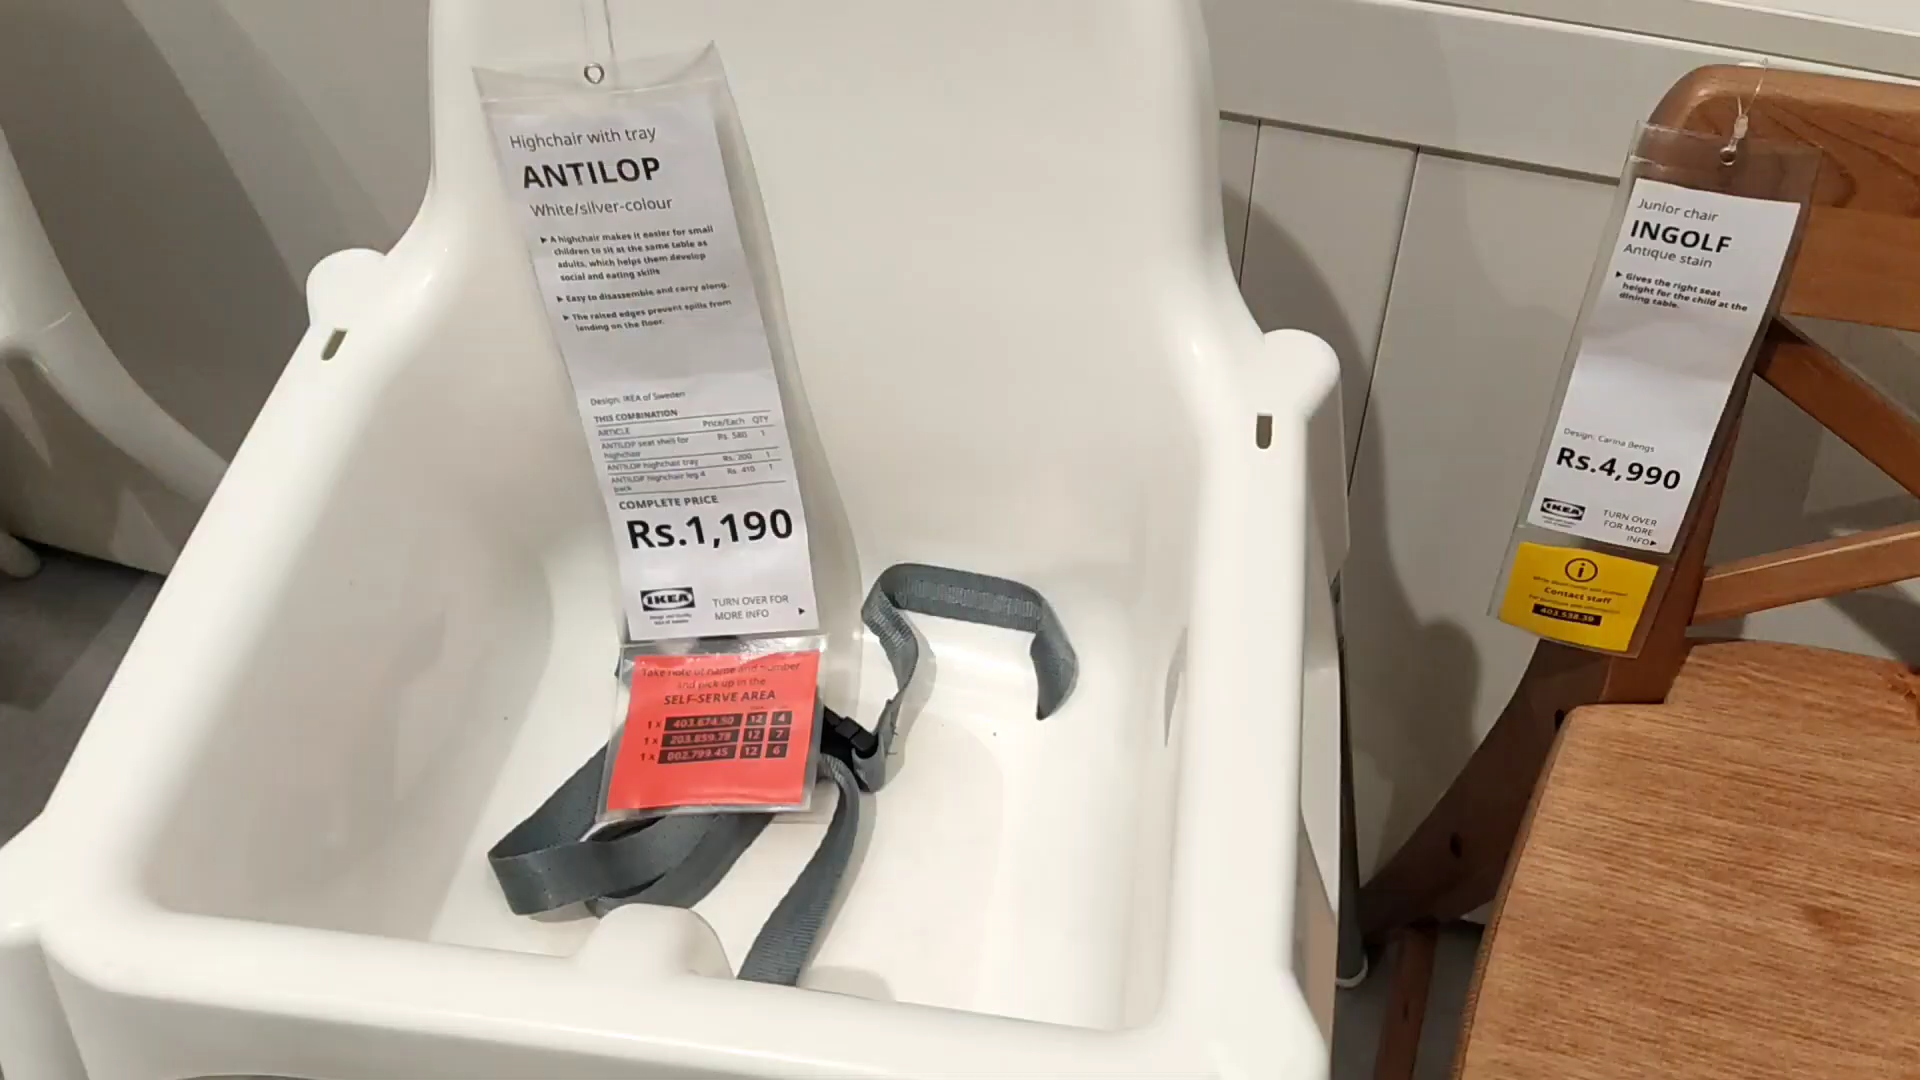 Highchair with tray
ANTILOP
White/silver-colour
▶ A highchair makes it easier for small
children to sit at the same table as
adults, which helps them develop
social and eating skills
▶ Easy to disassemble and carry along.
▶ The raised edges prevent spills from
landing on the floor.
Design: IKEA of Sweden
THIS COMBINATION
ARTICLE Price/Each QTY
ANTILOP seat shell for Rs. 580 1
highchair
ANTILOP highchair tray Rs. 200 1
ANTILOP highchair leg 4 Rs. 410 1
pack
COMPLETE PRICE
Rs.1,190
IKEA
TURN OVER FOR
MORE INFO ▶
Take note of name and number
and pick up in the
SELF-SERVE AREA
1 x 403.674.50 12 4
1 x 203.859.78 12 7
1 x 802.799.45 12 6
Junior chair
INGOLF
Antique stain
▶ Gives the right seat
height for the child at the
dining table.
Design: Carina Bengs
Rs.4,990
IKEA
TURN OVER
FOR MORE
INFO▶
Contact staff
403.538.39